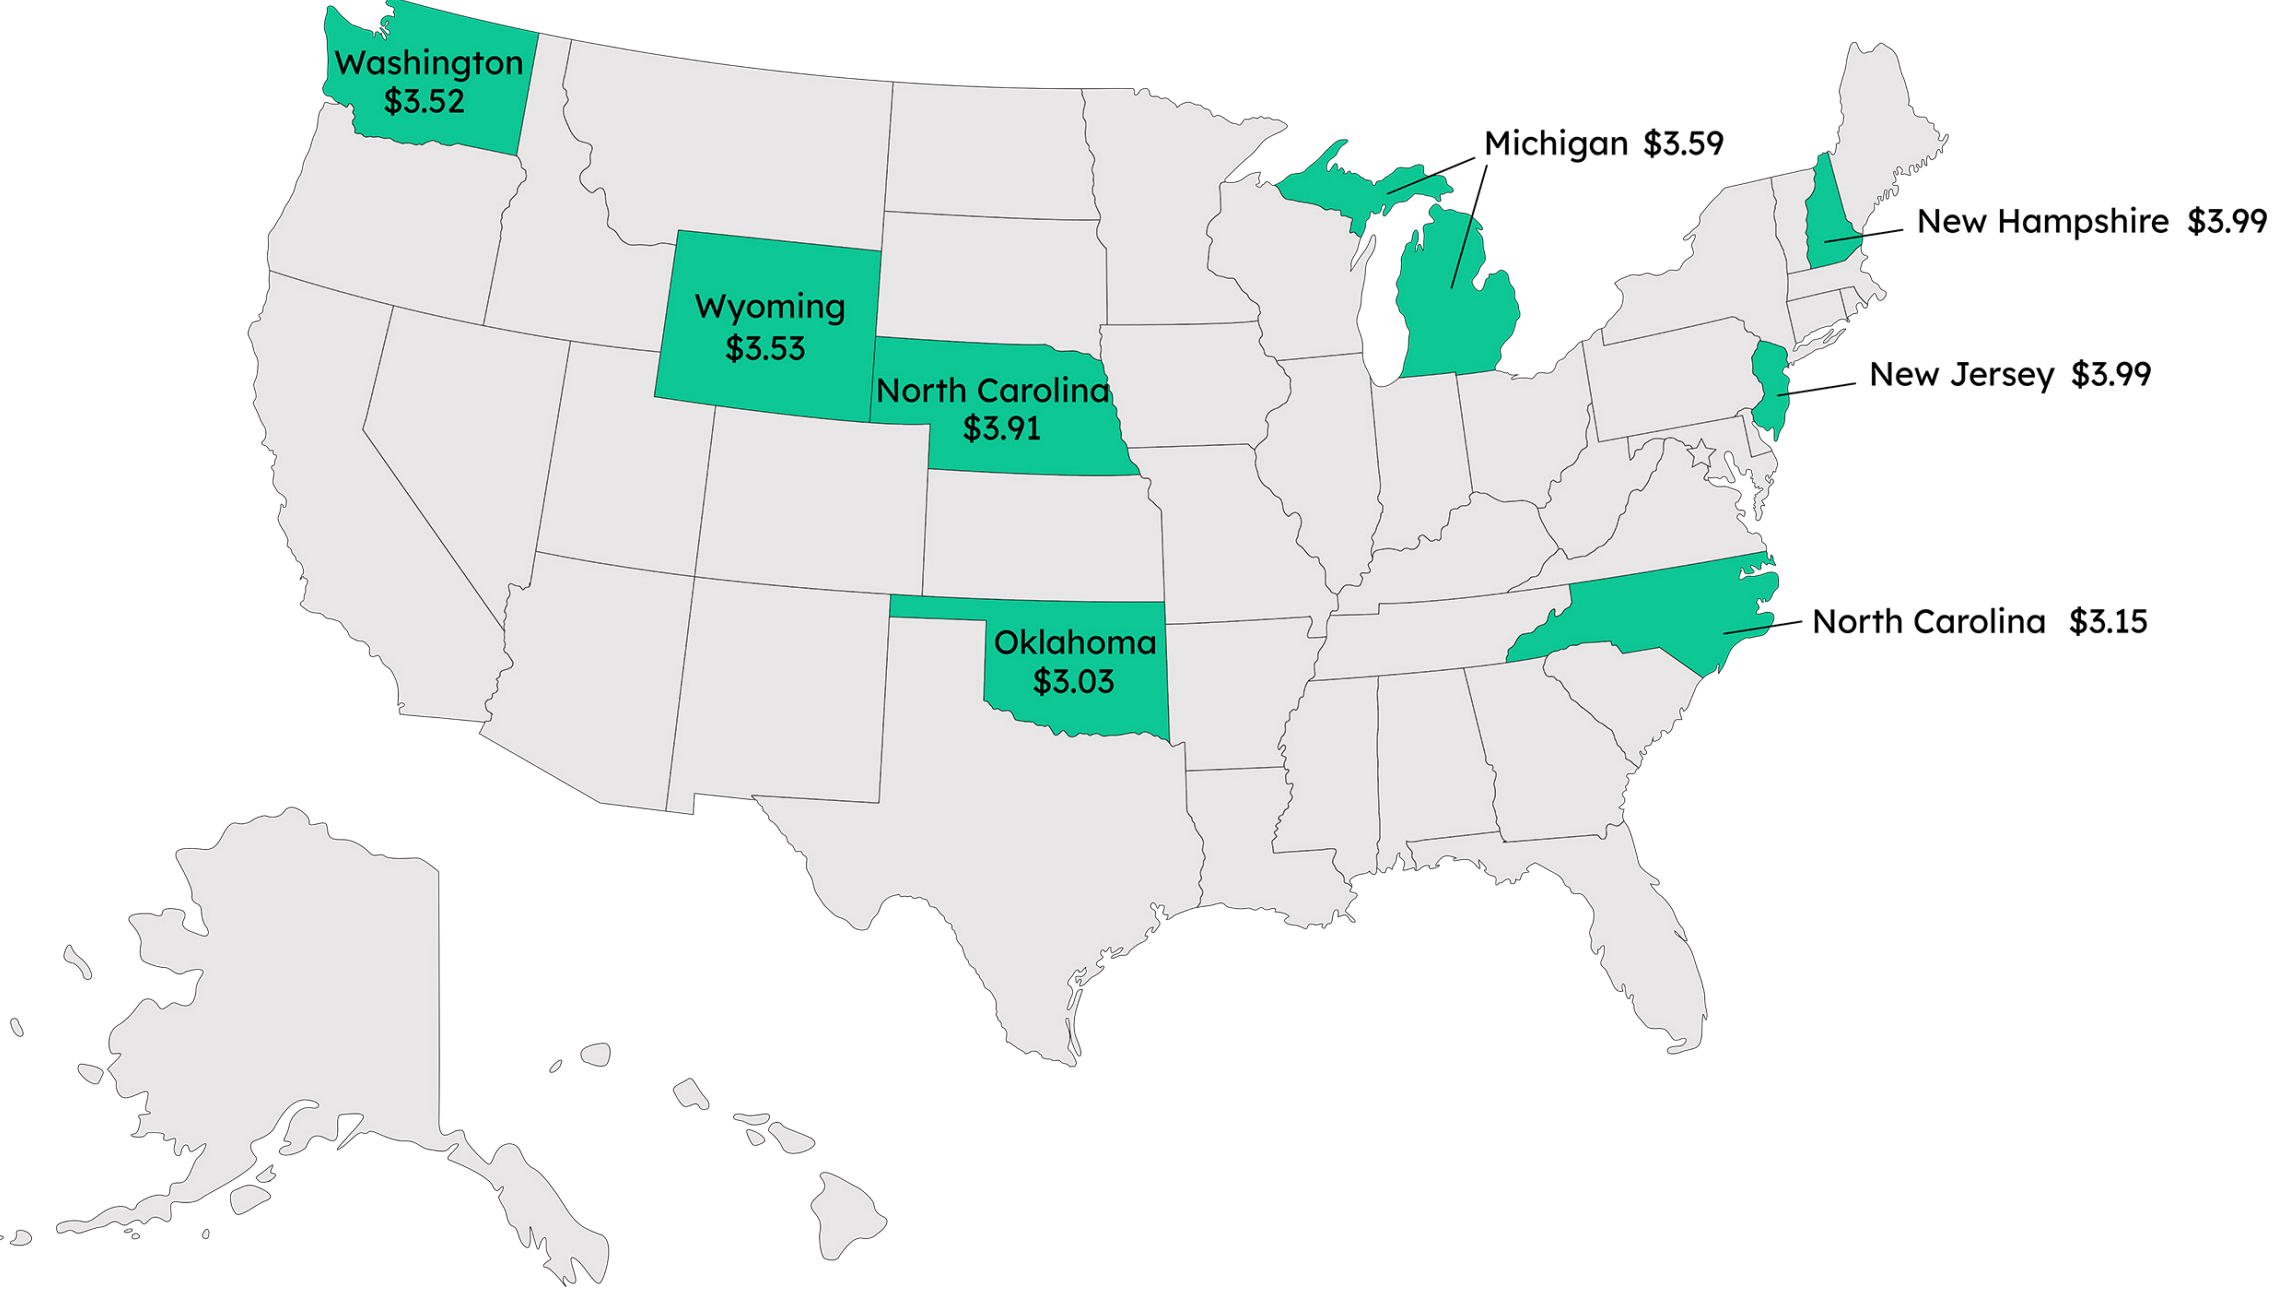 Washington
$3.52
Michigan $3.59
New Hampshire $3.99
Wyoming
$3.53
North Carolina
$3.91
New Jersey $3.99
Oklahoma
$3.03
North Carolina $3.15